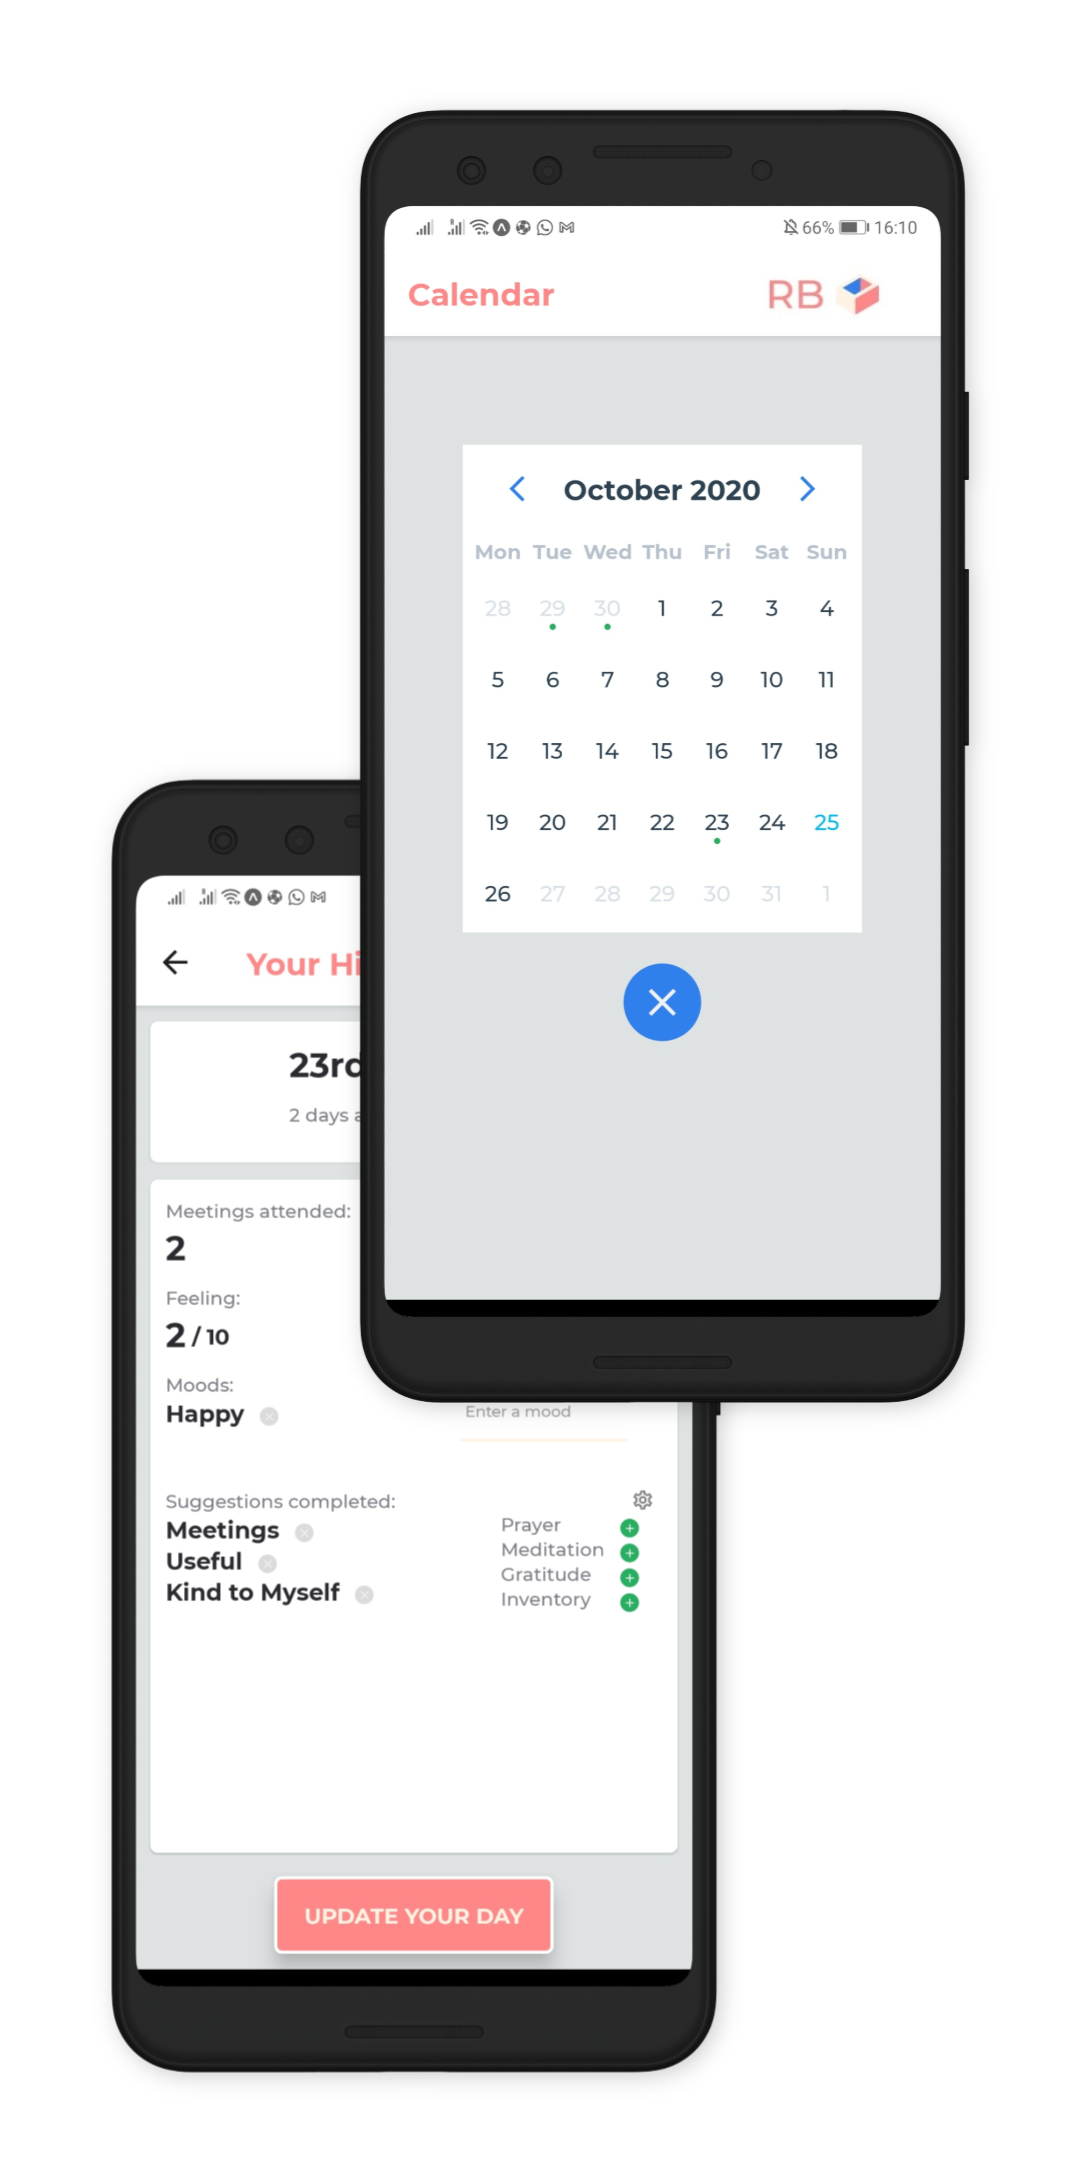 66% 16:10
Calendar RB
October 2020
Mon Tue Wed Thu Fri Sat Sun
28 29 30 1 2 3 4
5 6 7 8 9 10 11
12 13 14 15 16 17 18
19 20 21 22 23 24 25
26 27 28 29 30 31 1
Your Hi
23rd
2 days a
Meetings attended:
2
Feeling:
2 / 10
Moods:
Happy
Enter a mood
Suggestions completed:
Meetings
Useful
Kind to Myself
Prayer
Meditation
Gratitude
Inventory
UPDATE YOUR DAY